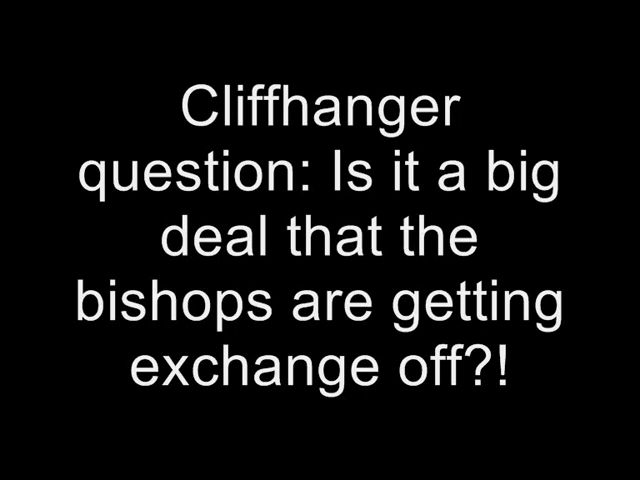 Cliffhanger
question: Is it a big
deal that the
bishops are getting
exchange off?!